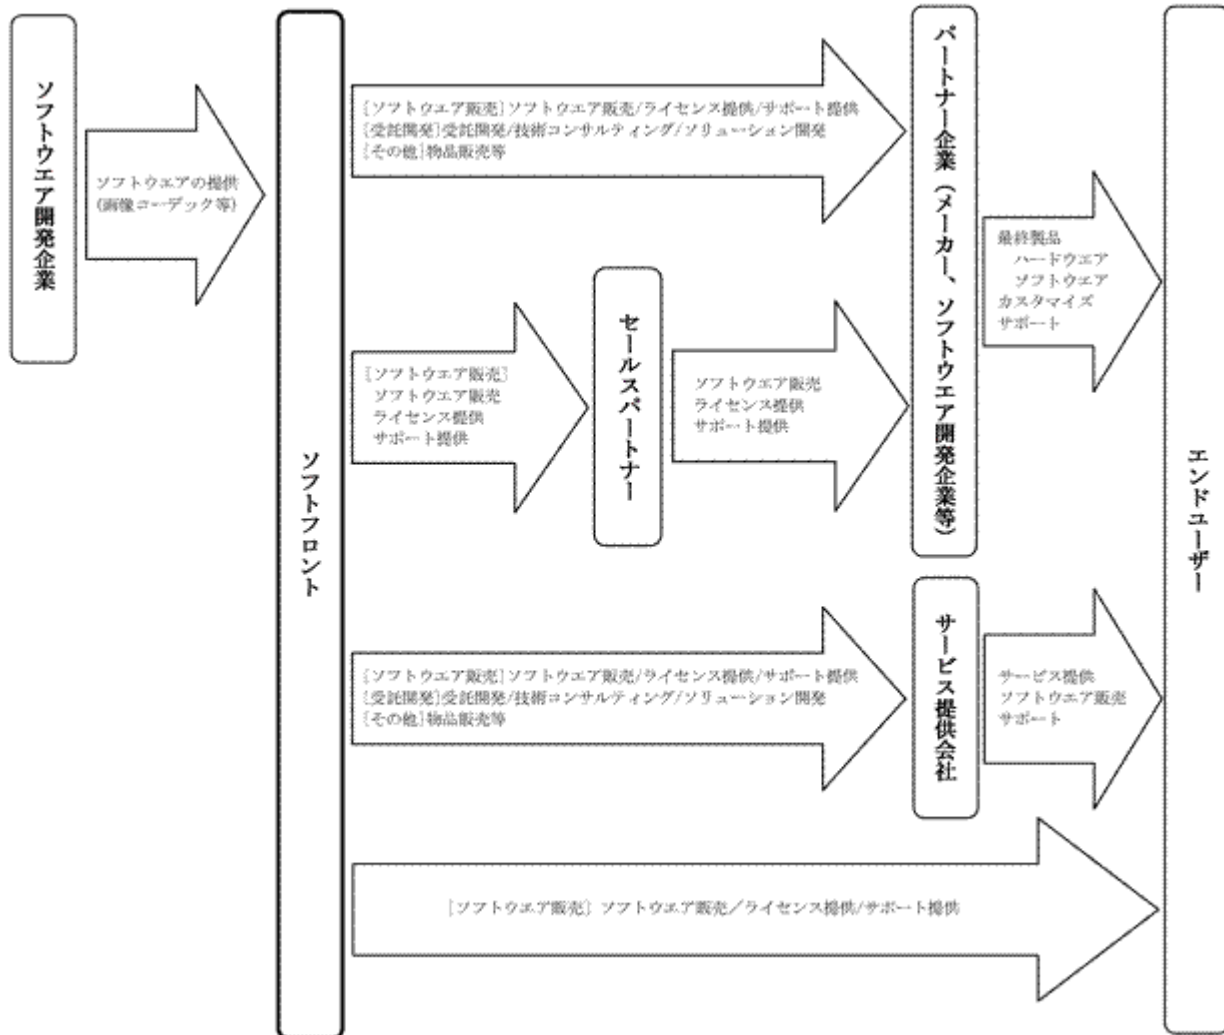 ソフトウエア開発企業
ソフトウエアの提供
(画像コーデック等)
ソフトフロント
[ソフトウエア販売]ソフトウエア販売/ライセンス提供/サポート提供
[受託開発]受託開発/技術コンサルティング/ソリューション開発
[その他]物品販売等
パートナー企業（メーカー、ソフトウエア開発企業等）
最終製品
ハードウエア
ソフトウエア
カスタマイズ
サポート
[ソフトウエア販売]
ソフトウエア販売
ライセンス提供
サポート提供
セールスパートナー
ソフトウエア販売
ライセンス提供
サポート提供
エンドユーザー
[ソフトウエア販売]ソフトウエア販売/ライセンス提供/サポート提供
[受託開発]受託開発/技術コンサルティング/ソリューション開発
[その他]物品販売等
サービス提供会社
サービス提供
ソフトウエア販売
サポート
[ソフトウエア販売] ソフトウエア販売／ライセンス提供/サポート提供